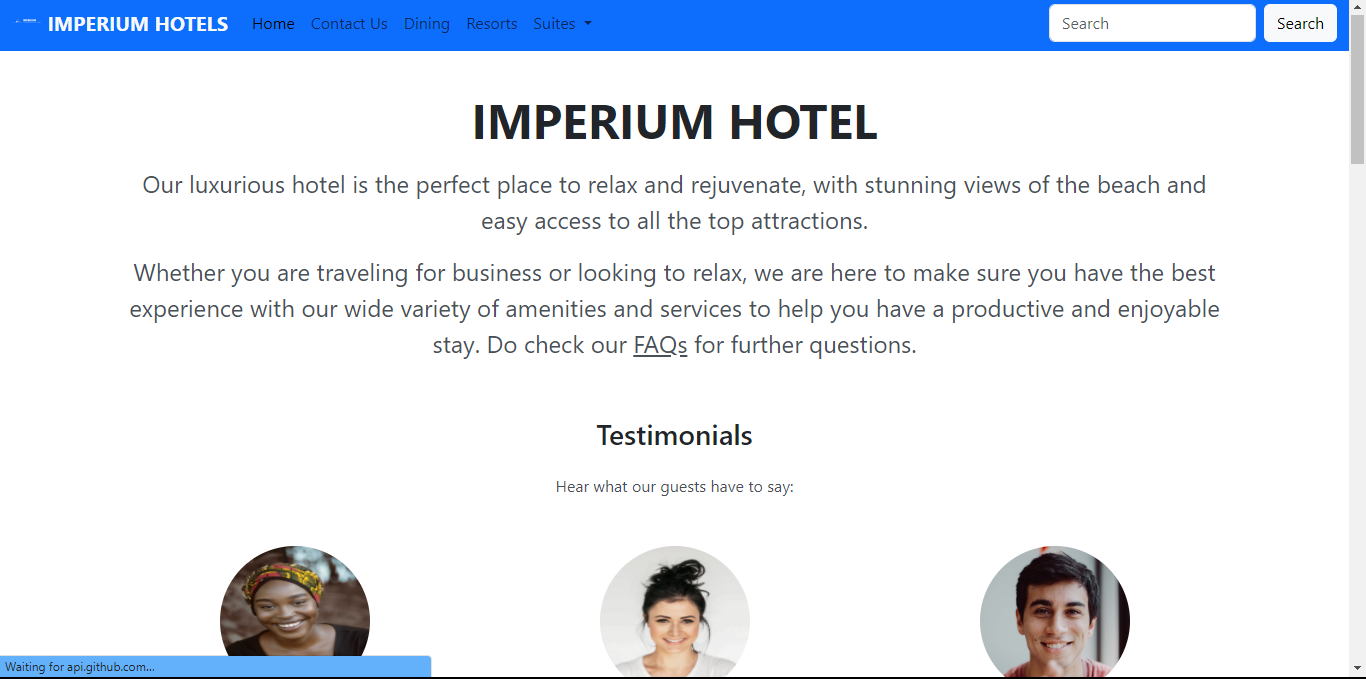 IMPERIUM HOTELS Home Contact Us Dining Resorts Suites Search Search
IMPERIUM HOTEL
Our luxurious hotel is the perfect place to relax and rejuvenate, with stunning views of the beach and
easy access to all the top attractions.
Whether you are traveling for business or looking to relax, we are here to make sure you have the best
experience with our wide variety of amenities and services to help you have a productive and enjoyable
stay. Do check our FAQs for further questions.
Testimonials
Hear what our guests have to say:
Waiting for api.github.com...